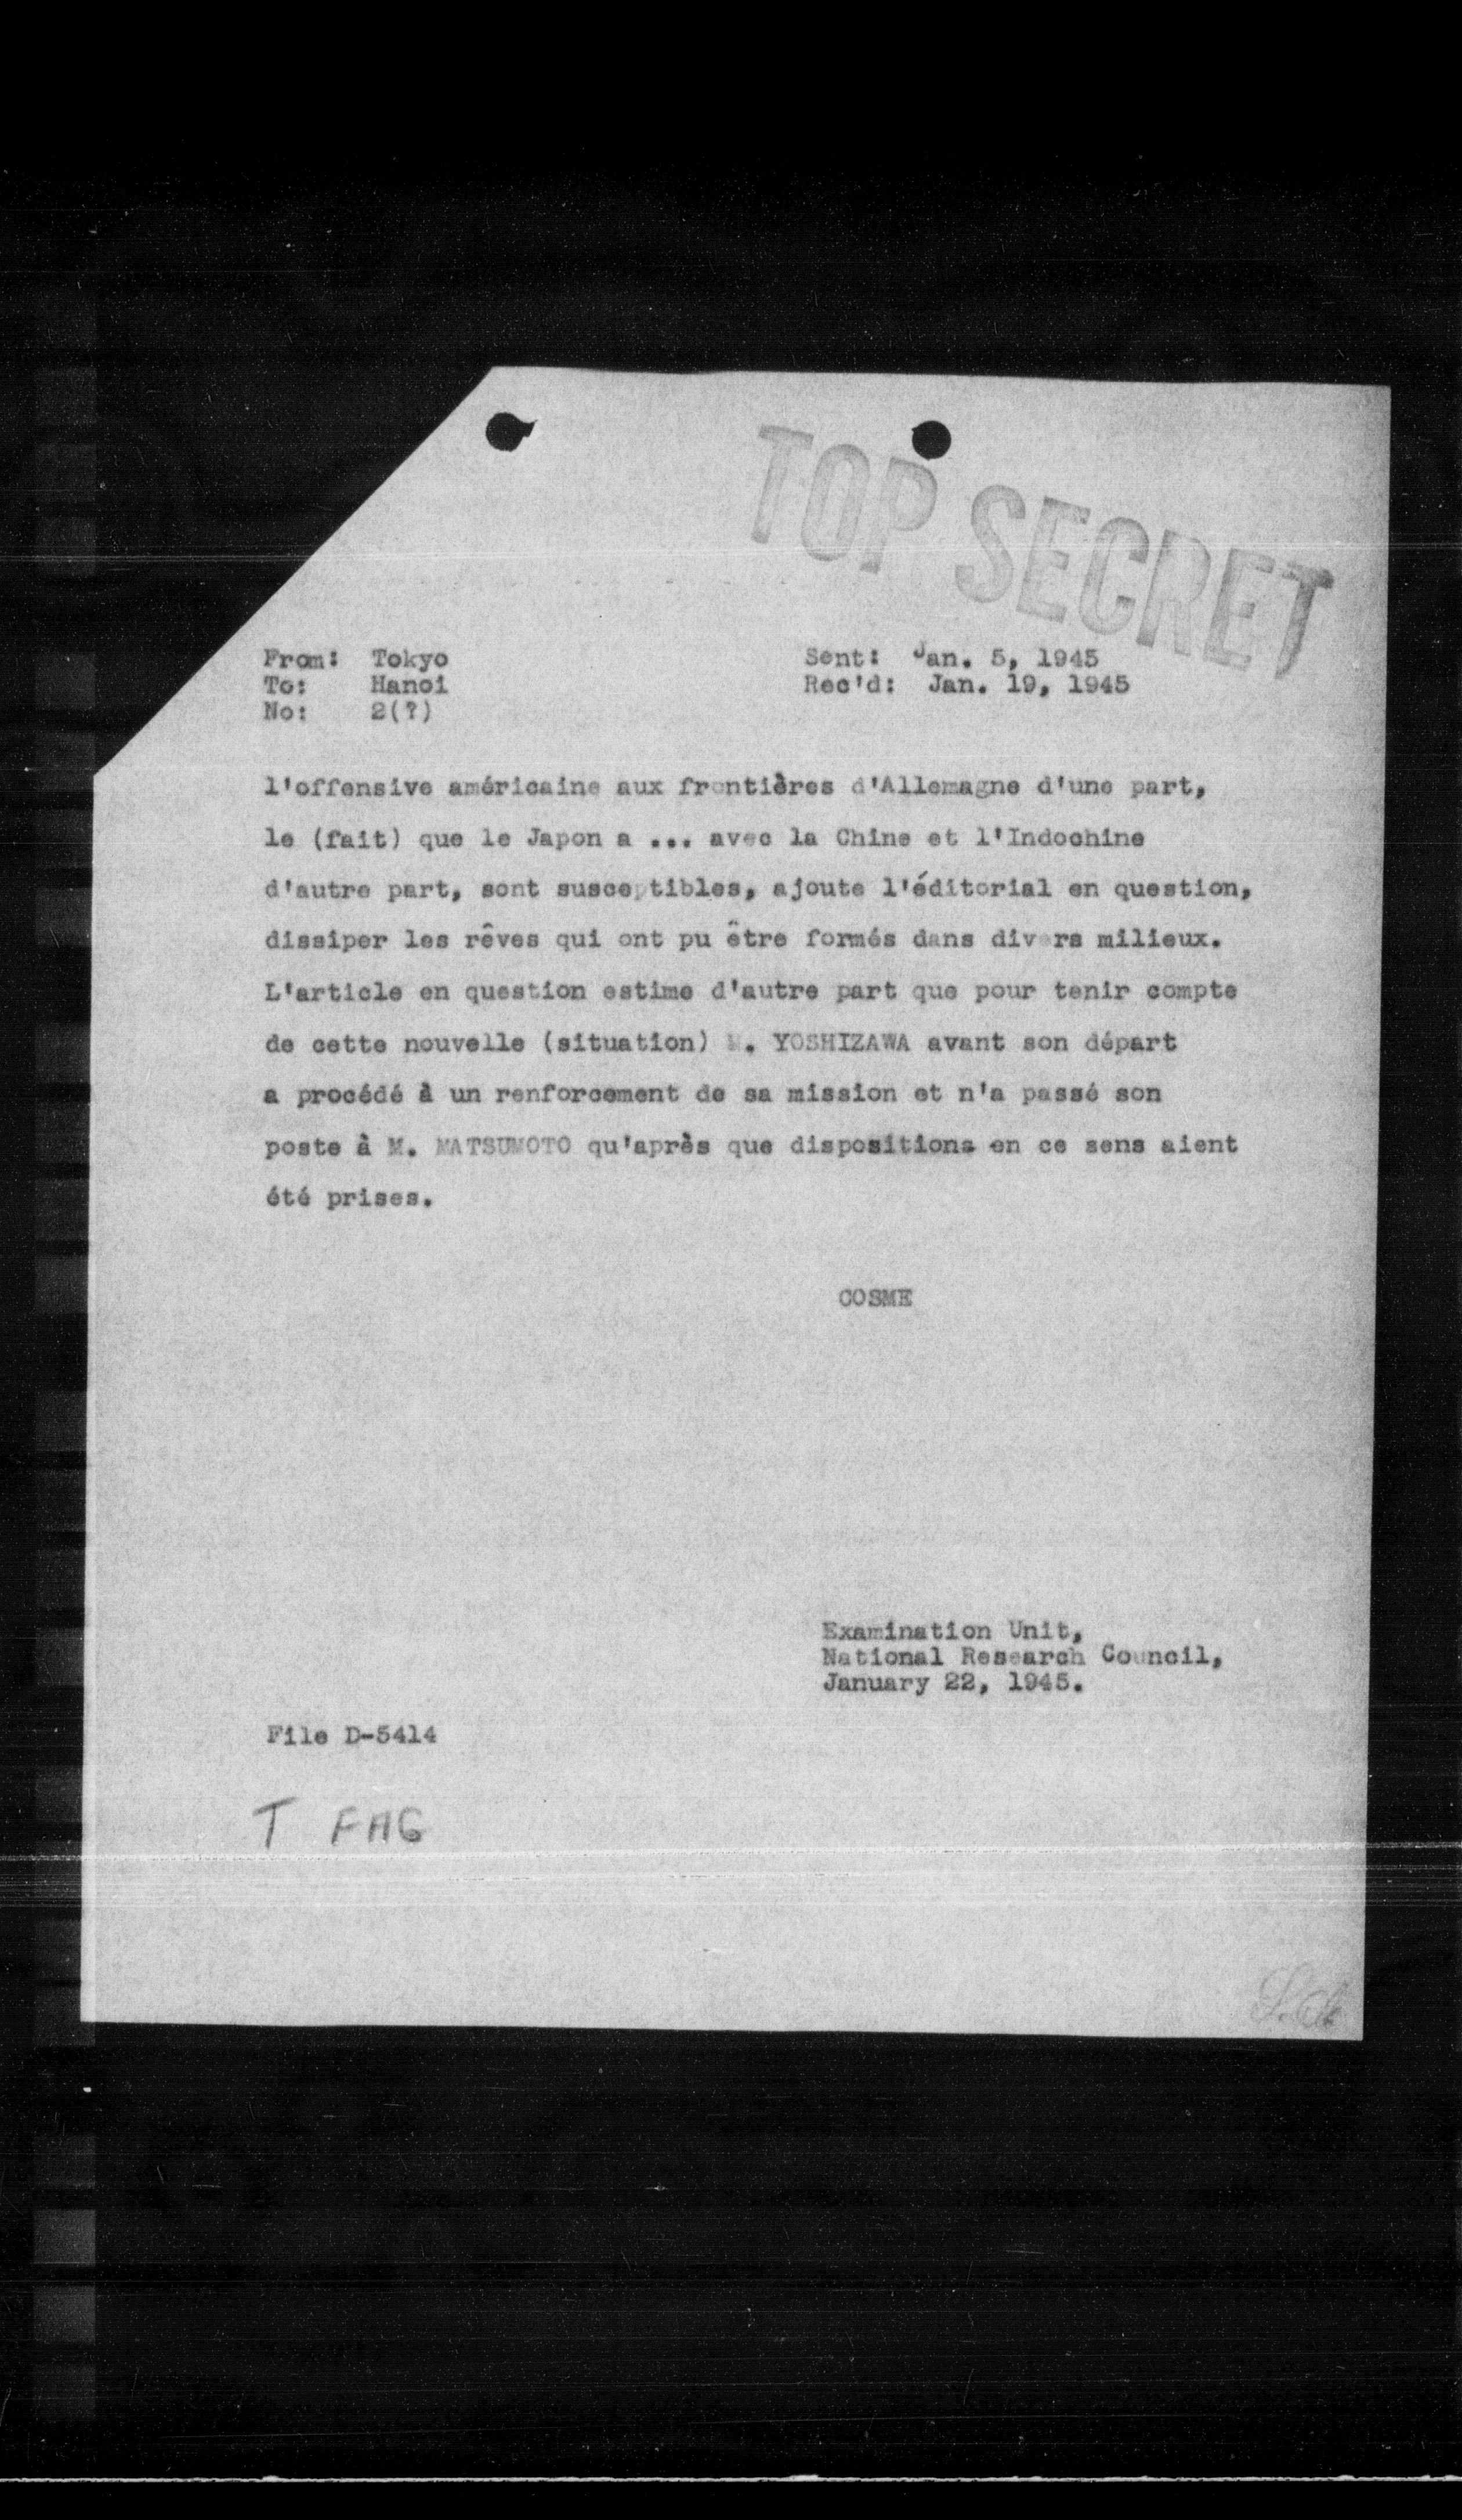 TOP SECRET
From: Tokyo
To: Hanoi
No: 2(?)
Sent: Jan. 5, 1945
Rec'd: Jan. 19, 1945
l'offensive américaine aux frontières d'Allemagne d'une part,
le (fait) que le Japon a ... avec la Chine et l'Indochine
d'autre part, sont susceptibles, ajoute l'éditorial en question,
dissiper les rêves qui ont pu être formés dans divers milieux.
L'article en question estime d'autre part que pour tenir compte
de cette nouvelle (situation) M. YOSHIZAWA avant son départ
a procédé à un renforcement de sa mission et n'a passé son
poste à M. MATSUMOTO qu'après que dispositions en ce sens aient
été prises.
COSME
Examination Unit,
National Research Council,
January 22, 1945.
File D-5414
T FAG